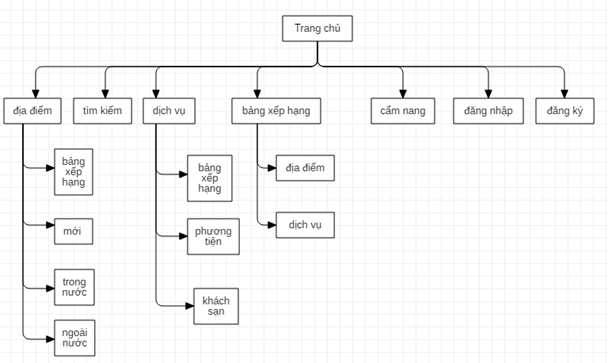 Trang chủ
địa điểm
tìm kiếm
dịch vụ
bảng xếp hạng
cẩm nang
đăng nhập
đăng ký
bảng
xếp
hạng
mới
trong
nước
ngoài
nước
bảng
xếp
hạng
phương
tiện
khách
sạn
địa điểm
dịch vụ